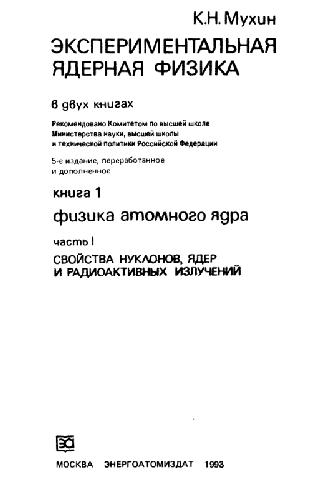 К.Н.Мухин
ЭКСПЕРИМЕНТАЛЬНАЯ
ЯДЕРНАЯ ФИЗИКА
в двух книгах
Рекомендовано Комитетом по высшей школе
Министерства науки, высшей школы
и технической политики Российской Федерации
5-е издание, переработанное
и дополненное
книга 1
физика атомного ядра
часть I
СВОЙСТВА НУКЛОНОВ, ЯДЕР
И РАДИОАКТИВНЫХ ИЗЛУЧЕНИЙ
МОСКВА ЭНЕРГОАТОМИЗДАТ 1993